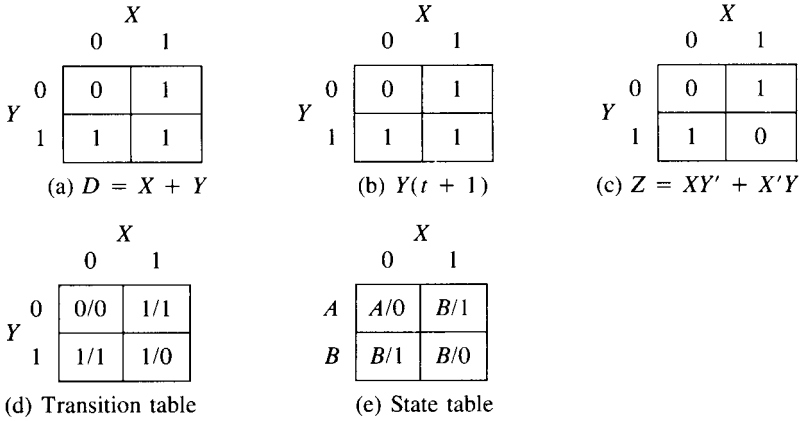 X
0 1
Y 0 0 1
1 1 1
(a) D = X + Y
X
0 1
Y 0 0 1
1 1 1
(b) Y(t + 1)
X
0 1
Y 0 0 1
1 1 0
(c) Z = XY′ + X′Y
X
0 1
Y 0 0/0 1/1
1 1/1 1/0
(d) Transition table
X
0 1
A A/0 B/1
B B/1 B/0
(e) State table